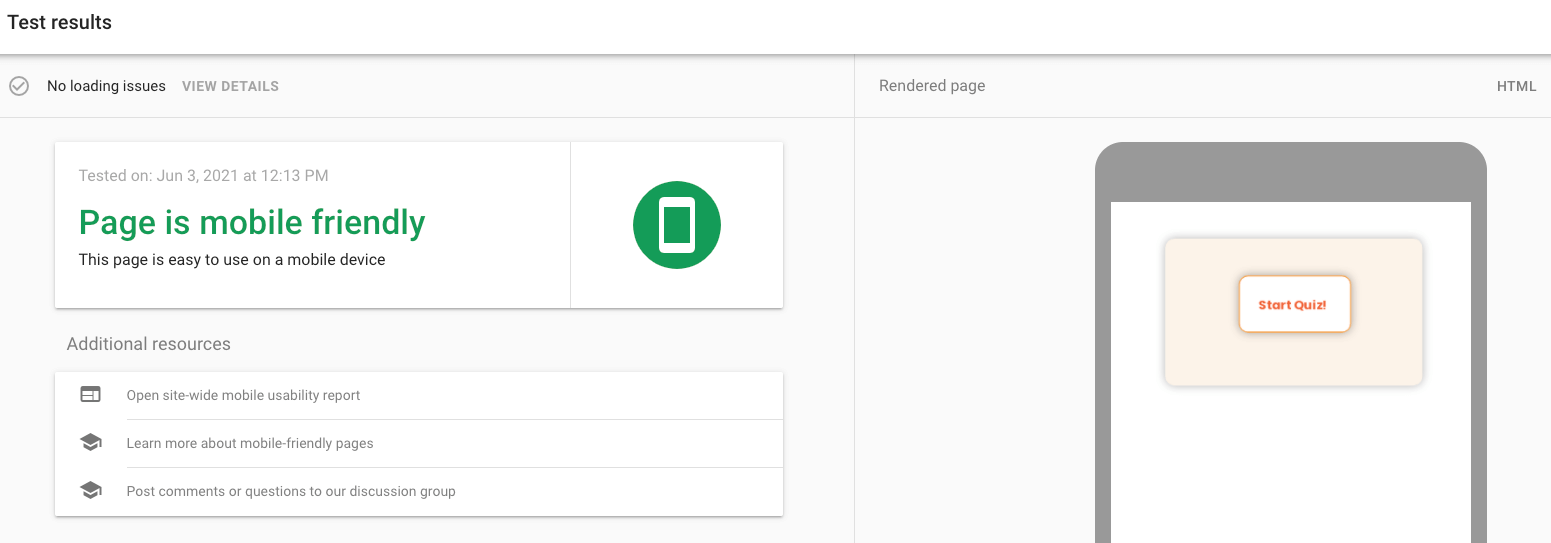 Test results
No loading issues VIEW DETAILS
Rendered page HTML
Tested on: Jun 3, 2021 at 12:13 PM
Page is mobile friendly
This page is easy to use on a mobile device
Additional resources
Open site-wide mobile usability report
Learn more about mobile-friendly pages
Post comments or questions to our discussion group
Start Quiz!